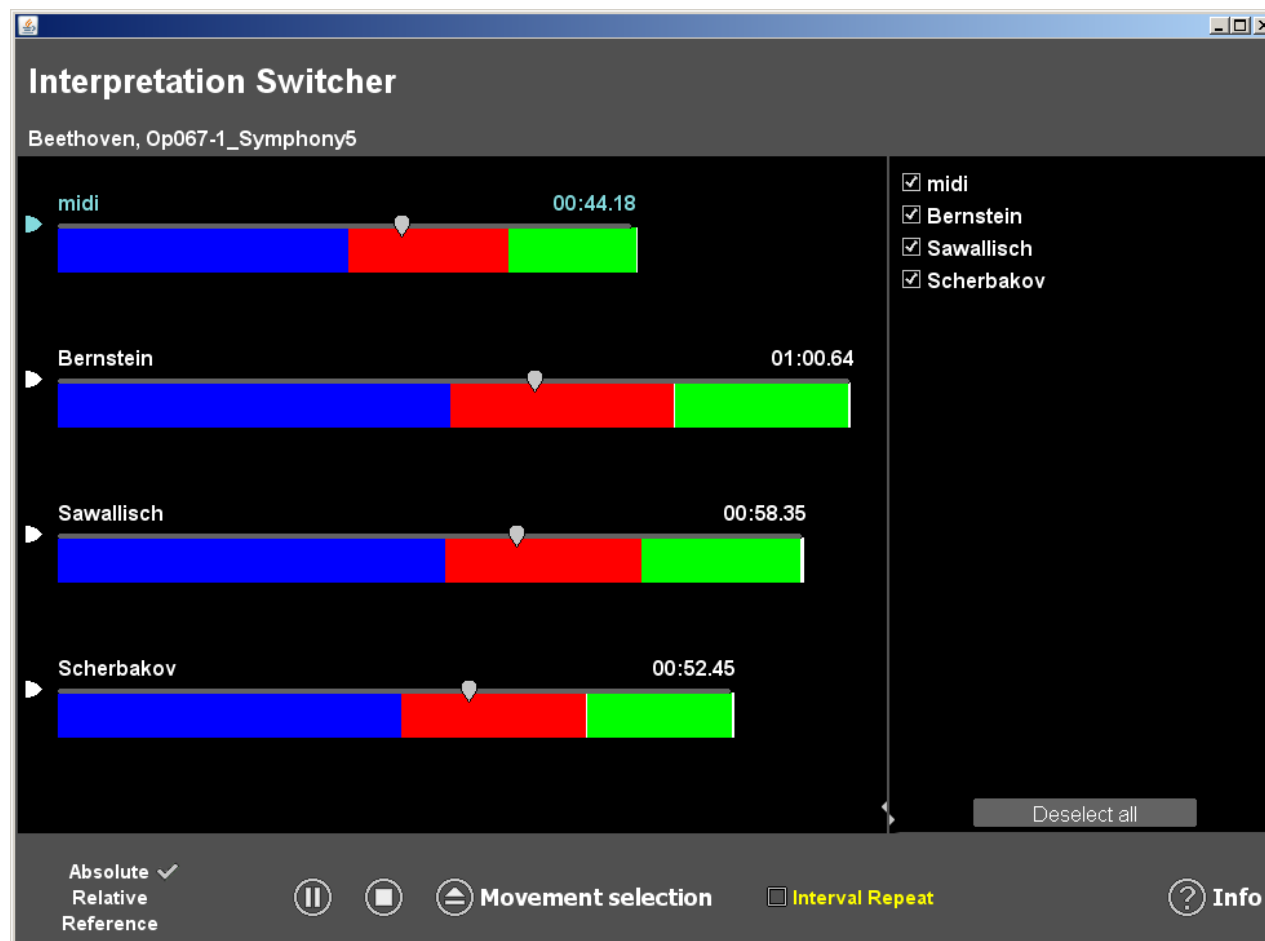 Interpretation Switcher
Beethoven, Op067-1_Symphony5
midi 00:44.18
Bernstein 01:00.64
Sawallisch 00:58.35
Scherbakov 00:52.45
midi
Bernstein
Sawallisch
Scherbakov
Deselect all
Absolute
Relative
Reference
Movement selection
Interval Repeat
? Info